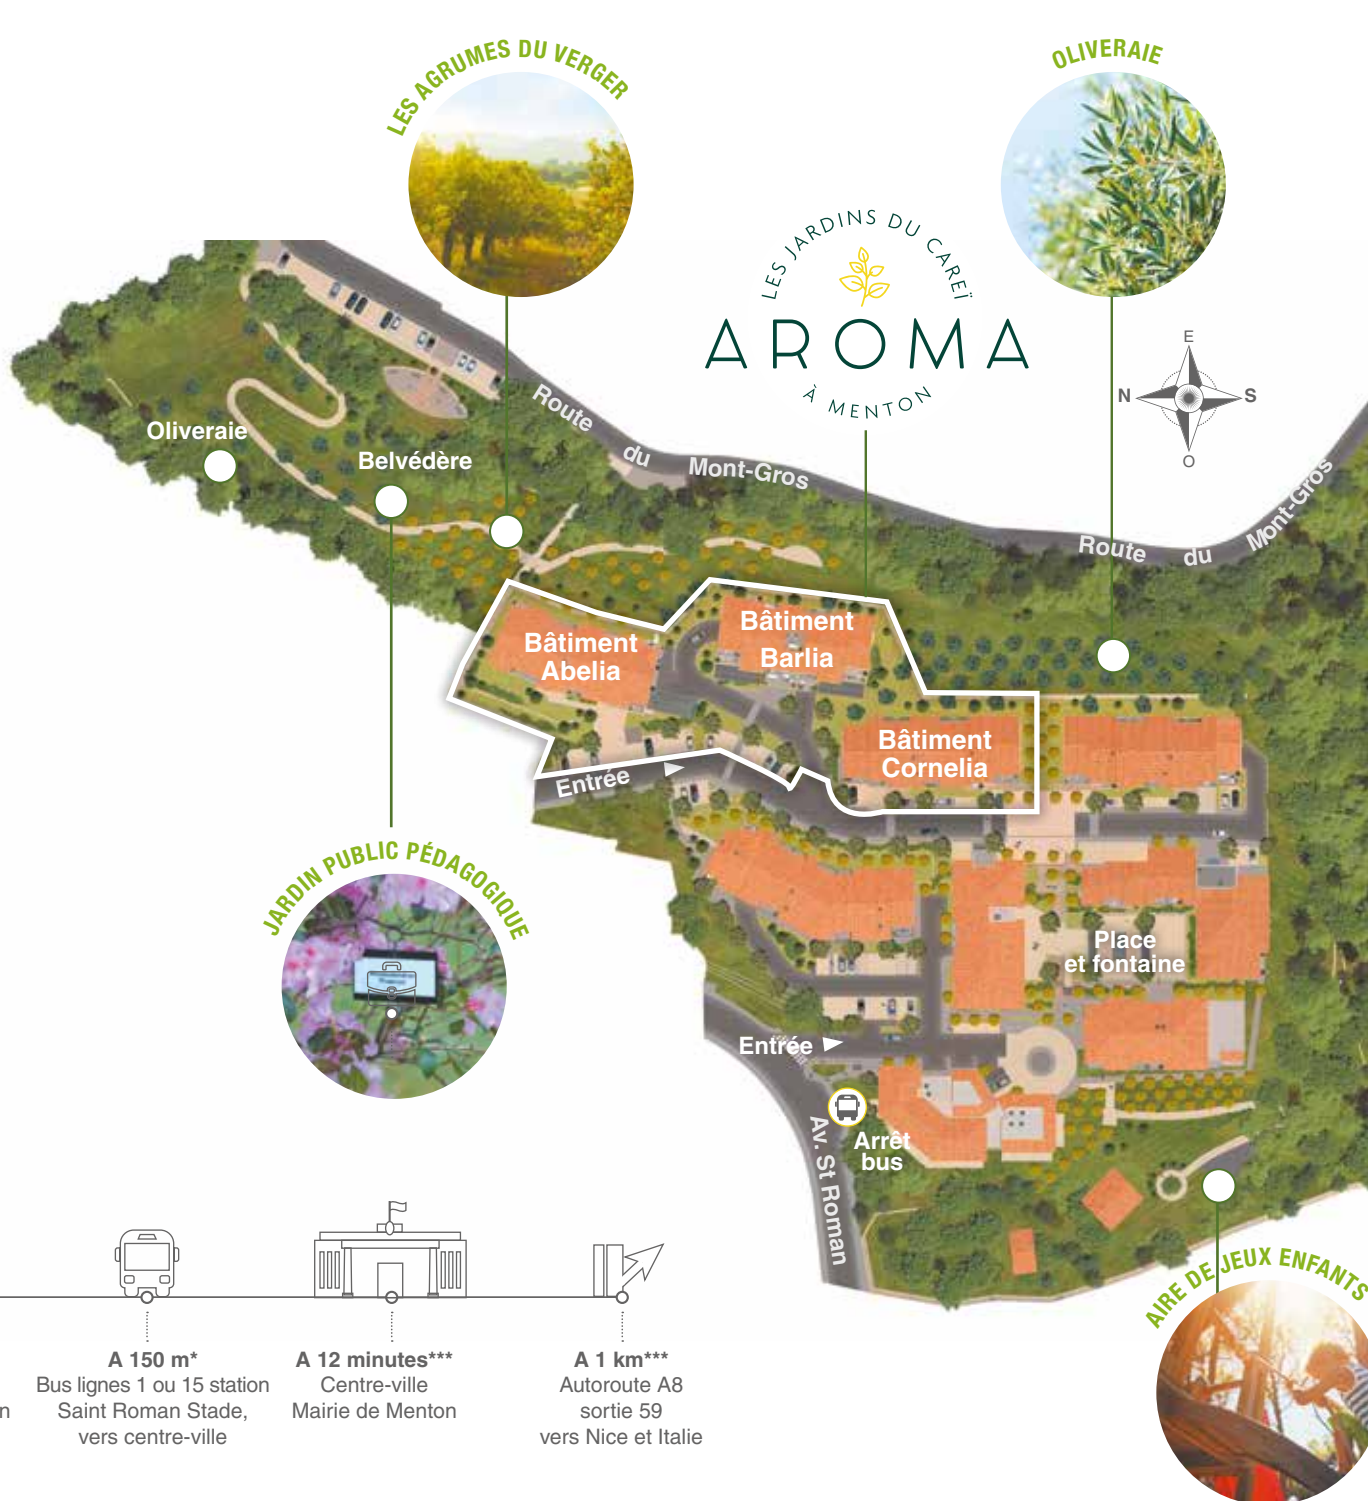 LES AGRUMES DU VERGER
OLIVERAIE
LES JARDINS DU CAREÏ
AROMA
À MENTON
E
N
S
O
Route du Mont-Gros
Route du Mont-Gros
Oliveraie
Belvédère
Bâtiment
Abelia
Bâtiment
Barlia
Bâtiment
Cornelia
Entrée
JARDIN PUBLIC PÉDAGOGIQUE
Place
et fontaine
Entrée
Arrêt
bus
Av. St Roman
AIRE DE JEUX ENFANTS
n
A 150 m*
Bus lignes 1 ou 15 station
Saint Roman Stade,
vers centre-ville
A 12 minutes***
Centre-ville
Mairie de Menton
A 1 km***
Autoroute A8
sortie 59
vers Nice et Italie